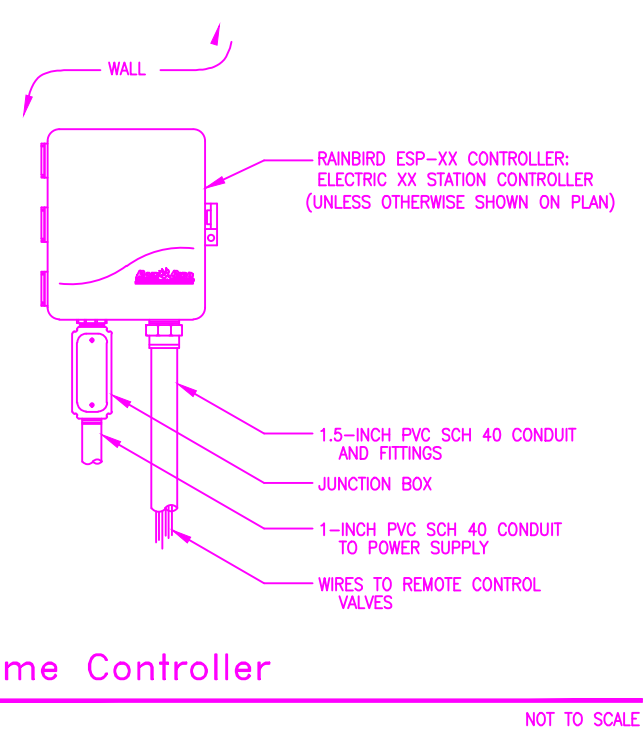 WALL
RAINBIRD ESP-XX CONTROLLER:
ELECTRIC XX STATION CONTROLLER
(UNLESS OTHERWISE SHOWN ON PLAN)
1.5-INCH PVC SCH 40 CONDUIT
AND FITTINGS
JUNCTION BOX
1-INCH PVC SCH 40 CONDUIT
TO POWER SUPPLY
WIRES TO REMOTE CONTROL
VALVES
me Controller
NOT TO SCALE